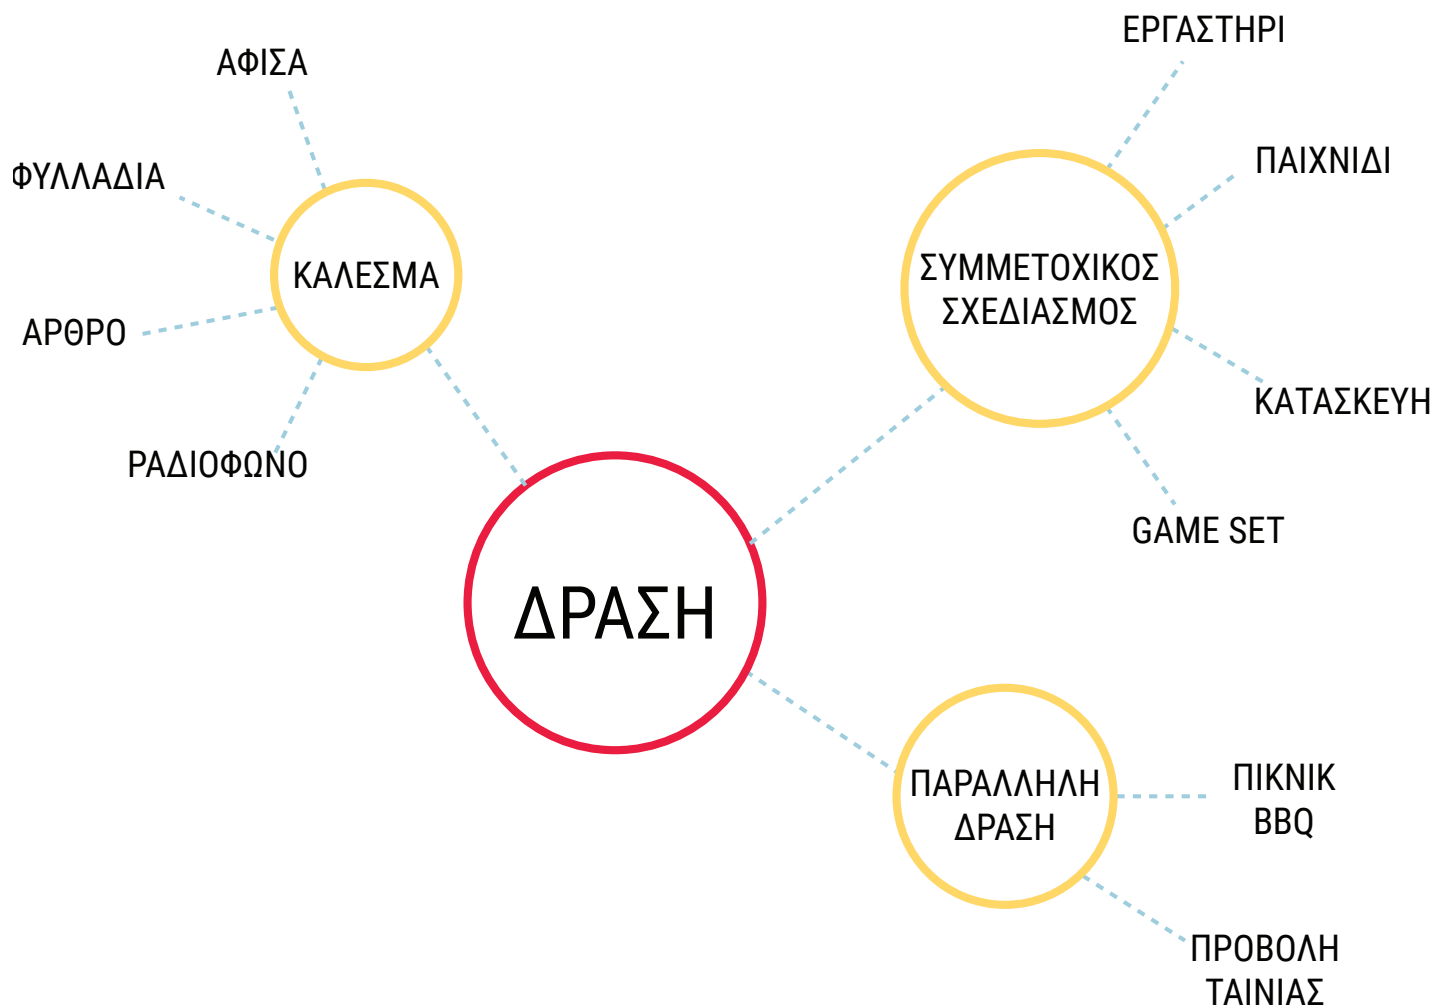 ΑΦΙΣΑ
ΦΥΛΛΑΔΙΑ
ΚΑΛΕΣΜΑ
ΑΡΘΡΟ
ΡΑΔΙΟΦΩΝΟ
ΕΡΓΑΣΤΗΡΙ
ΠΑΙΧΝΙΔΙ
ΣΥΜΜΕΤΟΧΙΚΟΣ
ΣΧΕΔΙΑΣΜΟΣ
ΚΑΤΑΣΚΕΥΗ
GAME SET
ΔΡΑΣΗ
ΠΑΡΑΛΛΗΛΗ
ΔΡΑΣΗ
ΠΙΚΝΙΚ
BBQ
ΠΡΟΒΟΛΗ
ΤΑΙΝΙΑΣ